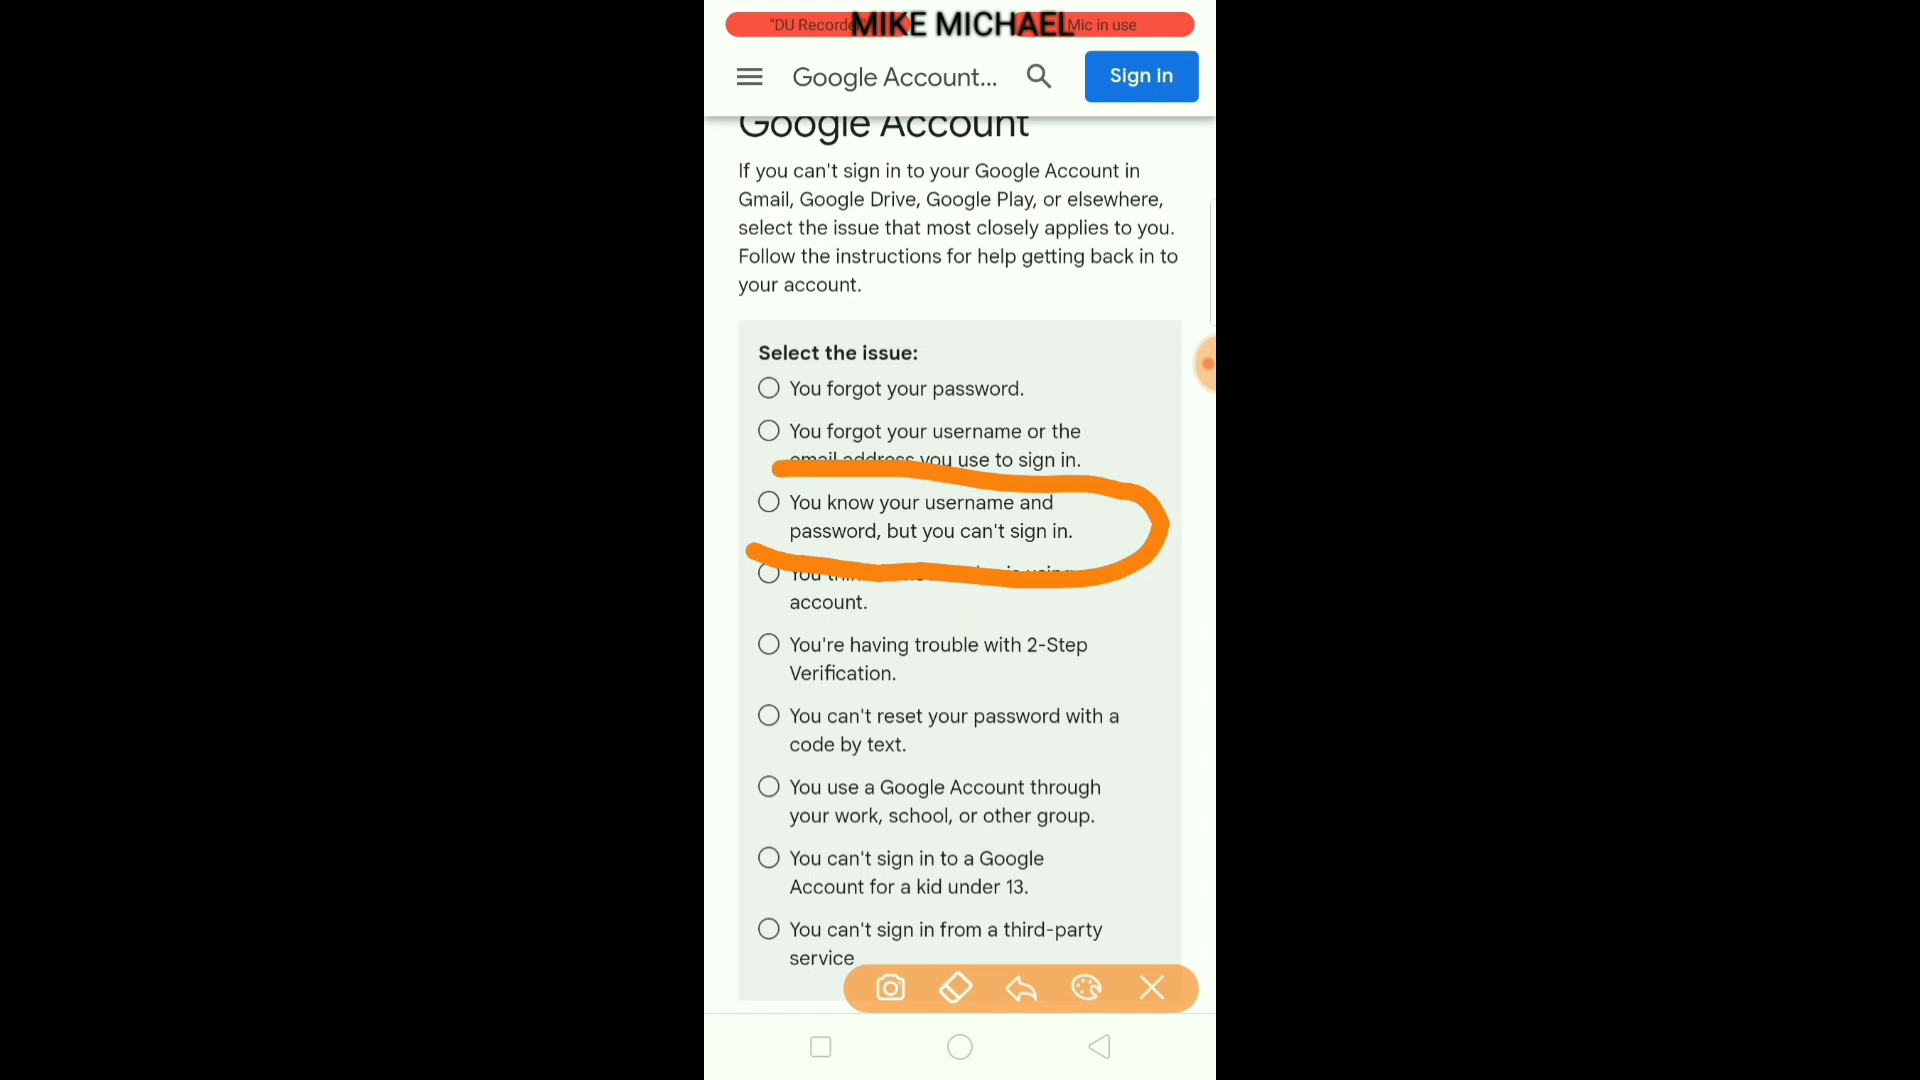 "DU Recorder
MIKE MICHAEL
Mic in use
Google Account...
Sign in
Google Account
If you can't sign in to your Google Account in
Gmail, Google Drive, Google Play, or elsewhere,
select the issue that most closely applies to you.
Follow the instructions for help getting back in to
your account.
Select the issue:
You forgot your password.
You forgot your username or the
email address you use to sign in.
You know your username and
password, but you can't sign in.
You is using
account.
You're having trouble with 2-Step
Verification.
You can't reset your password with a
code by text.
You use a Google Account through
your work, school, or other group.
You can't sign in to a Google
Account for a kid under 13.
You can't sign in from a third-party
service